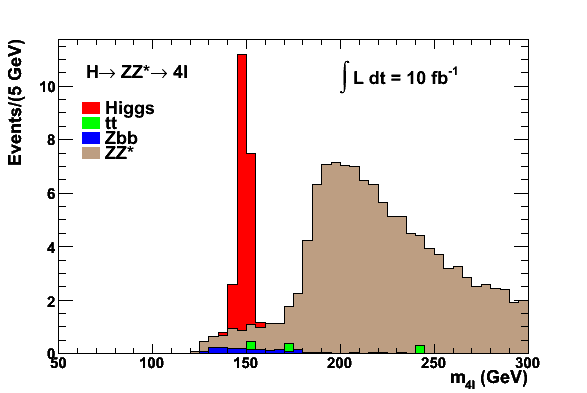 Events/(5 GeV)
H→ ZZ*→ 4l
∫ L dt = 10 fb⁻¹
Higgs
tt
Zbb
ZZ*
10
8
6
4
2
0
50 100 150 200 250 300
m4l (GeV)